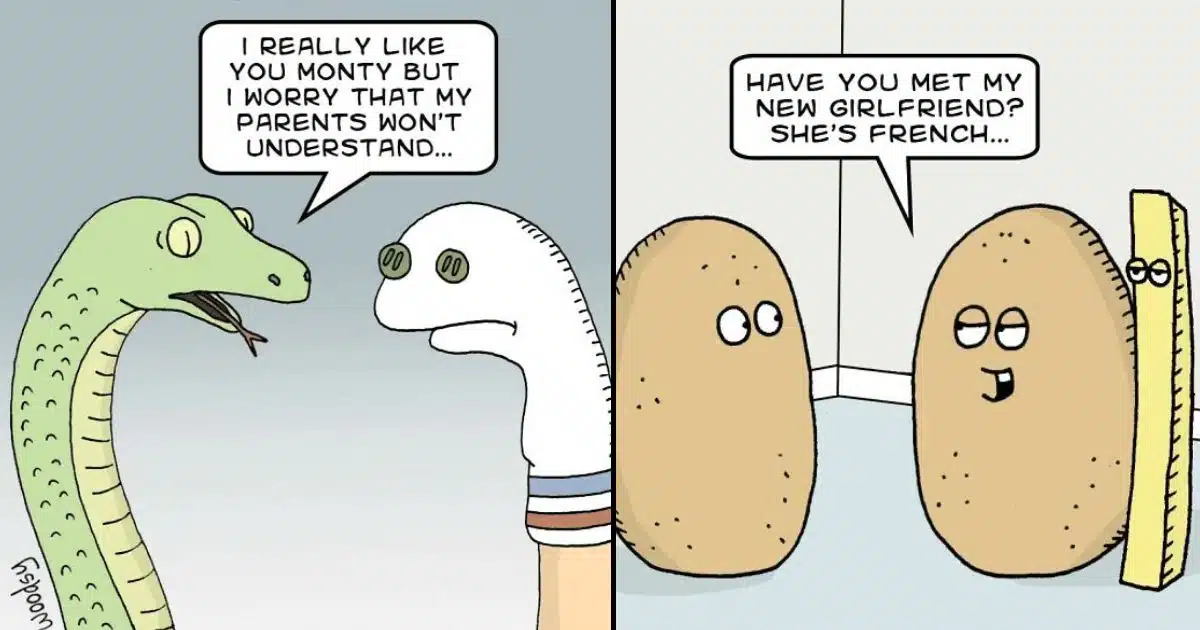 I REALLY LIKE
YOU MONTY BUT
I WORRY THAT MY
PARENTS WON'T
UNDERSTAND...
HAVE YOU MET MY
NEW GIRLFRIEND?
SHE'S FRENCH...
woodsy